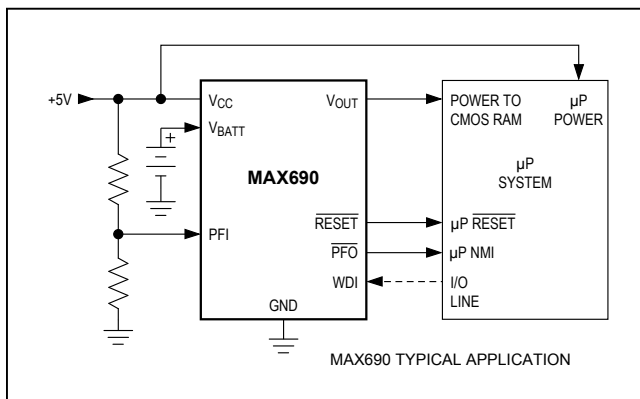 +5V
VCC
VBATT
+
PFI
MAX690
GND
VOUT
RESET
PFO
WDI
POWER TO
CMOS RAM
µP
POWER
µP
SYSTEM
µP RESET
µP NMI
I/O
LINE
MAX690 TYPICAL APPLICATION